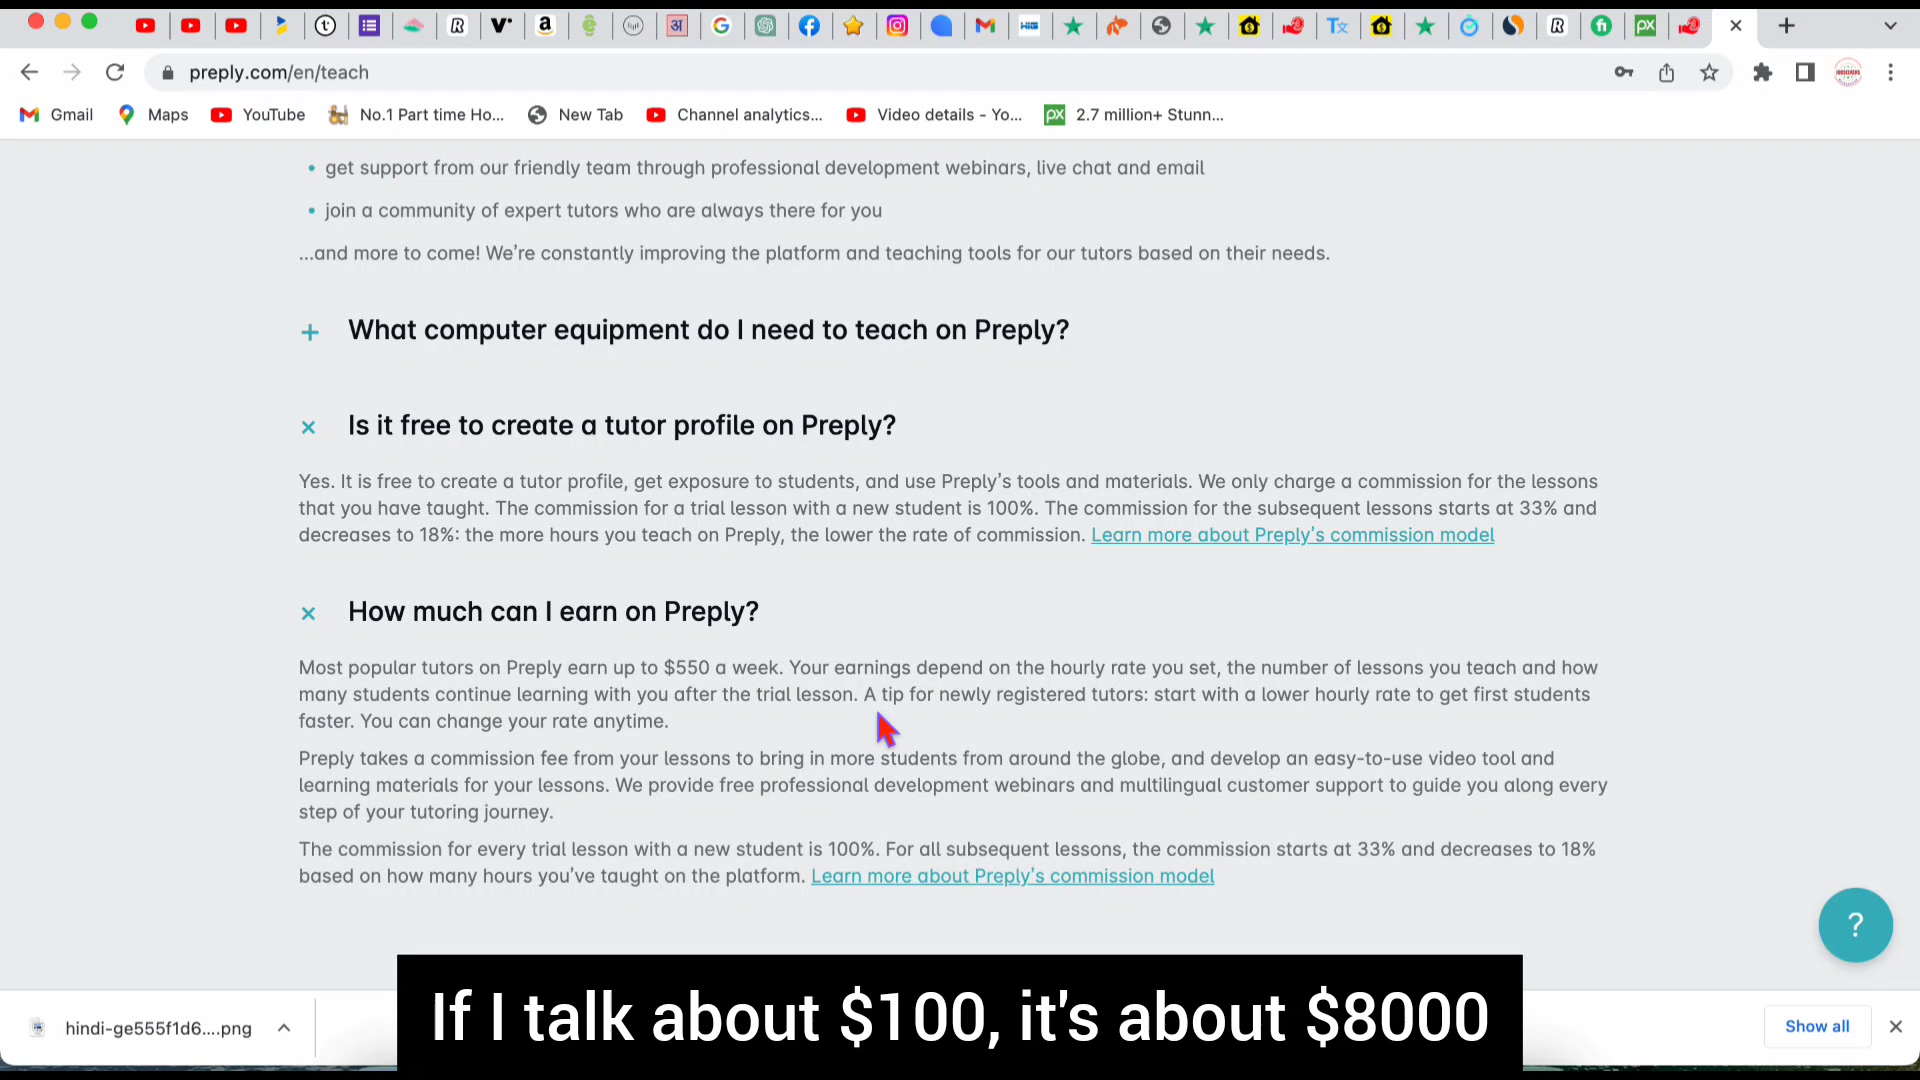 preply.com/en/teach
Gmail Maps YouTube No.1 Part time Ho... New Tab Channel analytics... Video details - Yo... 2.7 million+ Stunn...
• get support from our friendly team through professional development webinars, live chat and email
• join a community of expert tutors who are always there for you
...and more to come! We're constantly improving the platform and teaching tools for our tutors based on their needs.
+ What computer equipment do I need to teach on Preply?
× Is it free to create a tutor profile on Preply?
Yes. It is free to create a tutor profile, get exposure to students, and use Preply's tools and materials. We only charge a commission for the lessons
that you have taught. The commission for a trial lesson with a new student is 100%. The commission for the subsequent lessons starts at 33% and
decreases to 18%: the more hours you teach on Preply, the lower the rate of commission. Learn more about Preply's commission model
× How much can I earn on Preply?
Most popular tutors on Preply earn up to $550 a week. Your earnings depend on the hourly rate you set, the number of lessons you teach and how
many students continue learning with you after the trial lesson. A tip for newly registered tutors: start with a lower hourly rate to get first students
faster. You can change your rate anytime.
Preply takes a commission fee from your lessons to bring in more students from around the globe, and develop an easy-to-use video tool and
learning materials for your lessons. We provide free professional development webinars and multilingual customer support to guide you along every
step of your tutoring journey.
The commission for every trial lesson with a new student is 100%. For all subsequent lessons, the commission starts at 33% and decreases to 18%
based on how many hours you've taught on the platform. Learn more about Preply's commission model
?
hindi-ge555f1d6....png
Show all
If I talk about $100, it's about $8000